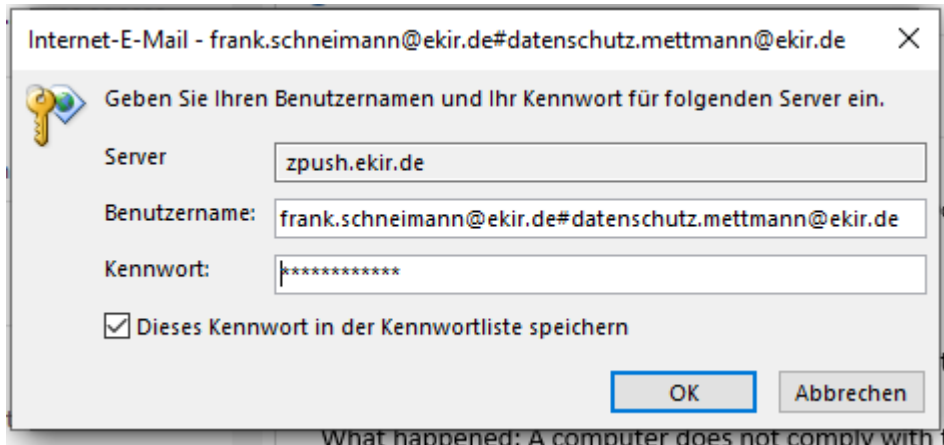 Internet-E-Mail - frank.schneimann@ekir.de#datenschutz.mettmann@ekir.de
Geben Sie Ihren Benutzernamen und Ihr Kennwort für folgenden Server ein.
Server zpush.ekir.de
Benutzername: frank.schneimann@ekir.de#datenschutz.mettmann@ekir.de
Kennwort: ************
Dieses Kennwort in der Kennwortliste speichern
OK Abbrechen
What happened: A computer does not comply with